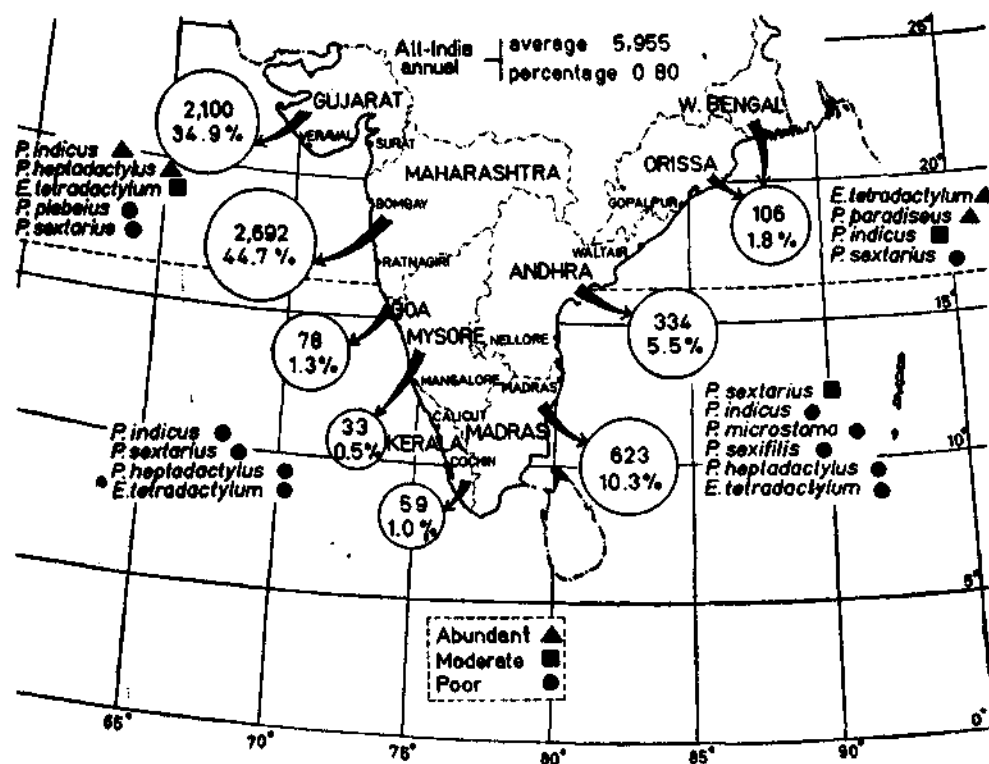 All-India annual
average 5,955
percentage 0 80
25°
2,100
34.9%
GUJARAT
VERAVAL
SURAT
W. BENGAL
ORISSA
20°
MAHARASHTRA
P. indicus ▲
P. heptadactylus ▲
E. tetradactylum ■
P. plebeius ●
P. sextarius ●
BOMBAY
GOPALPUR
106
1.8%
E. tetradactylum ▲
P. paradiseus ▲
P. indicus ■
P. sextarius ●
2,692
44.7%
RATNAGIRI
WALTAIR
ANDHRA
15°
GOA
78
1.3%
MYSORE
NELLORE
334
5.5%
MANGALORE
MADRAS
P. sextarius ■
P. indicus ●
P. microstoma ●
P. sexifilis ●
P. heptadactylus ●
E. tetradactylum ●
CALICUT
33
0.5%
KERALA
MADRAS
COCHIN
10°
P. indicus ●
P. sextarius ●
P. heptadactylus ●
E. tetradactylum ●
623
10.3%
59
1.0%
5°
Abundant ▲
Moderate ■
Poor ●
0°
65°
70°
75°
80°
85°
90°